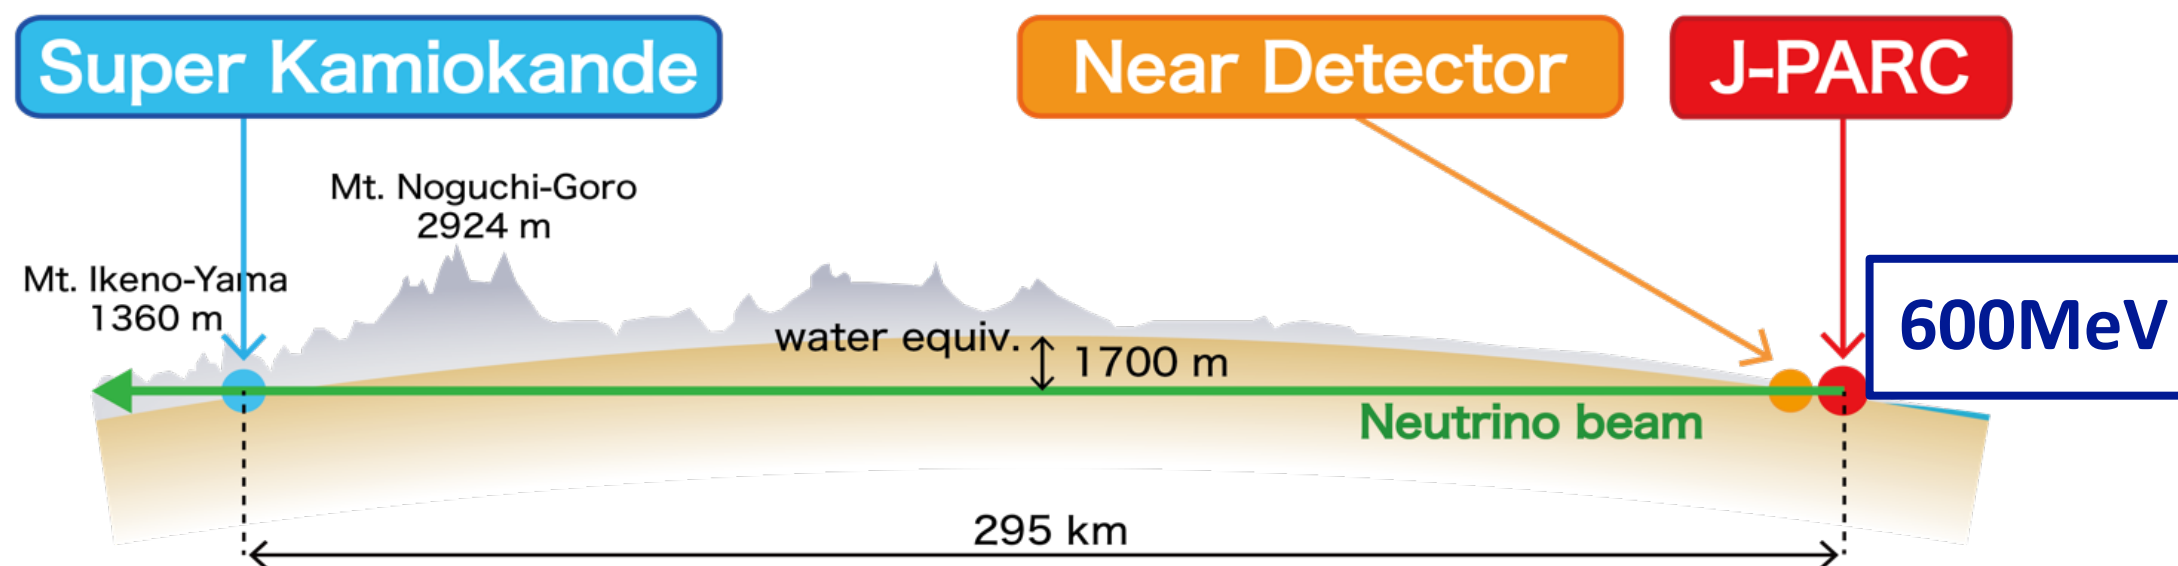 Super Kamiokande
Near Detector
J-PARC
Mt. Noguchi-Goro
2924 m
Mt. Ikeno-Yama
1360 m
water equiv.
1700 m
600MeV
Neutrino beam
295 km